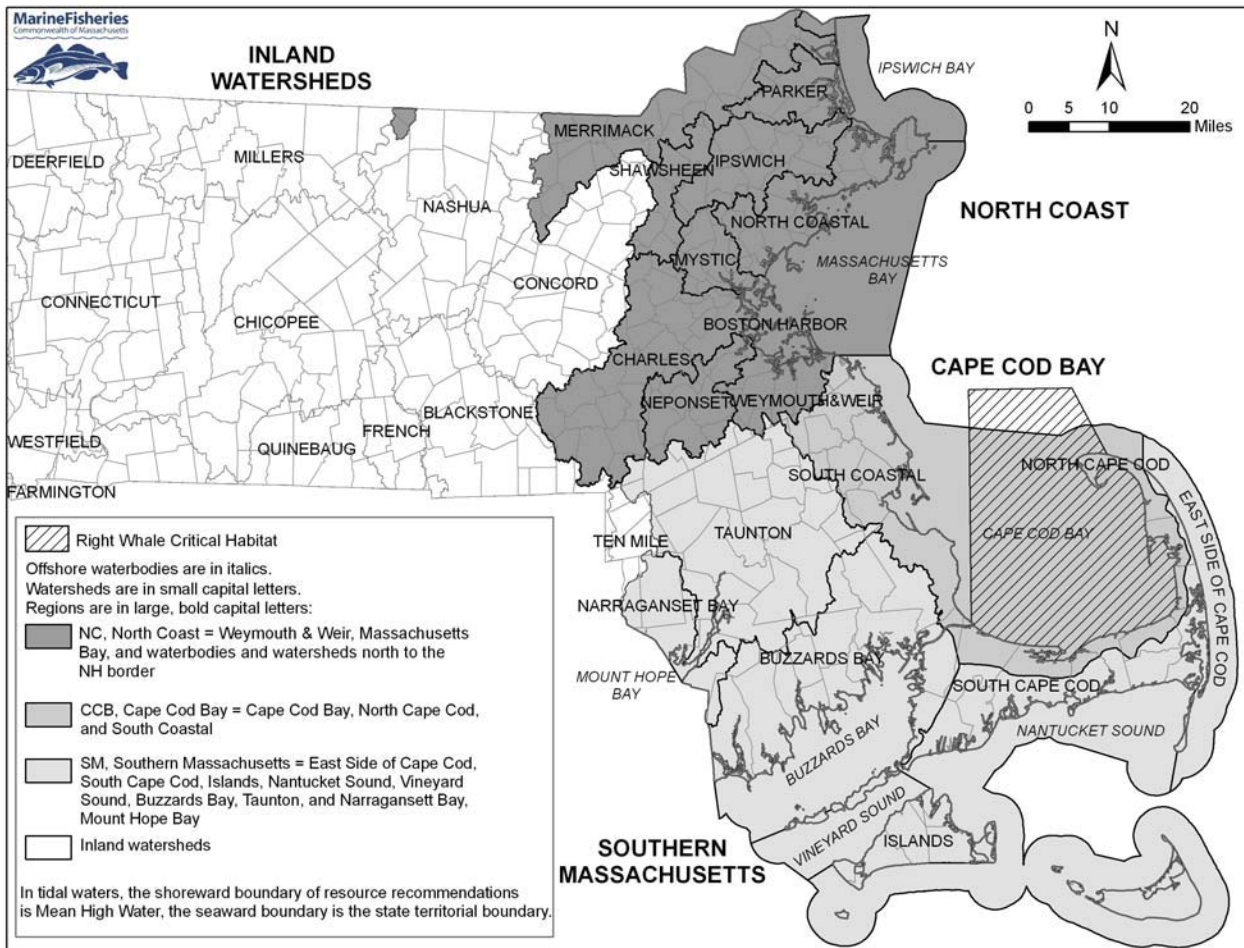 MarineFisheries
Commonwealth of Massachusetts
INLAND
WATERSHEDS
N
0 5 10 20
Miles
IPSWICH BAY
PARKER
MERRIMACK
DEERFIELD
MILLERS
SHAWSHEEN
IPSWICH
NASHUA
NORTH COAST
NORTH COASTAL
MYSTIC
MASSACHUSETTS
BAY
CONCORD
CONNECTICUT
CHICOPEE
BOSTON HARBOR
CHARLES
CAPE COD BAY
NEPONSET
WEYMOUTH&WEIR
BLACKSTONE
FRENCH
WESTFIELD
QUINEBAUG
NORTH CAPE COD
SOUTH COASTAL
FARMINGTON
EAST SIDE OF CAPE COD
TEN MILE
TAUNTON
CAPE COD BAY
NARRAGANSET BAY
BUZZARDS BAY
MOUNT HOPE
BAY
SOUTH CAPE COD
NANTUCKET SOUND
BUZZARDS BAY
VINEYARD SOUND
ISLANDS
SOUTHERN
MASSACHUSETTS
Right Whale Critical Habitat
Offshore waterbodies are in italics.
Watersheds are in small capital letters.
Regions are in large, bold capital letters:
NC, North Coast = Weymouth & Weir, Massachusetts
Bay, and waterbodies and watersheds north to the
NH border
CCB, Cape Cod Bay = Cape Cod Bay, North Cape Cod,
and South Coastal
SM, Southern Massachusetts = East Side of Cape Cod,
South Cape Cod, Islands, Nantucket Sound, Vineyard
Sound, Buzzards Bay, Taunton, and Narragansett Bay,
Mount Hope Bay
Inland watersheds
In tidal waters, the shoreward boundary of resource recommendations
is Mean High Water, the seaward boundary is the state territorial boundary.